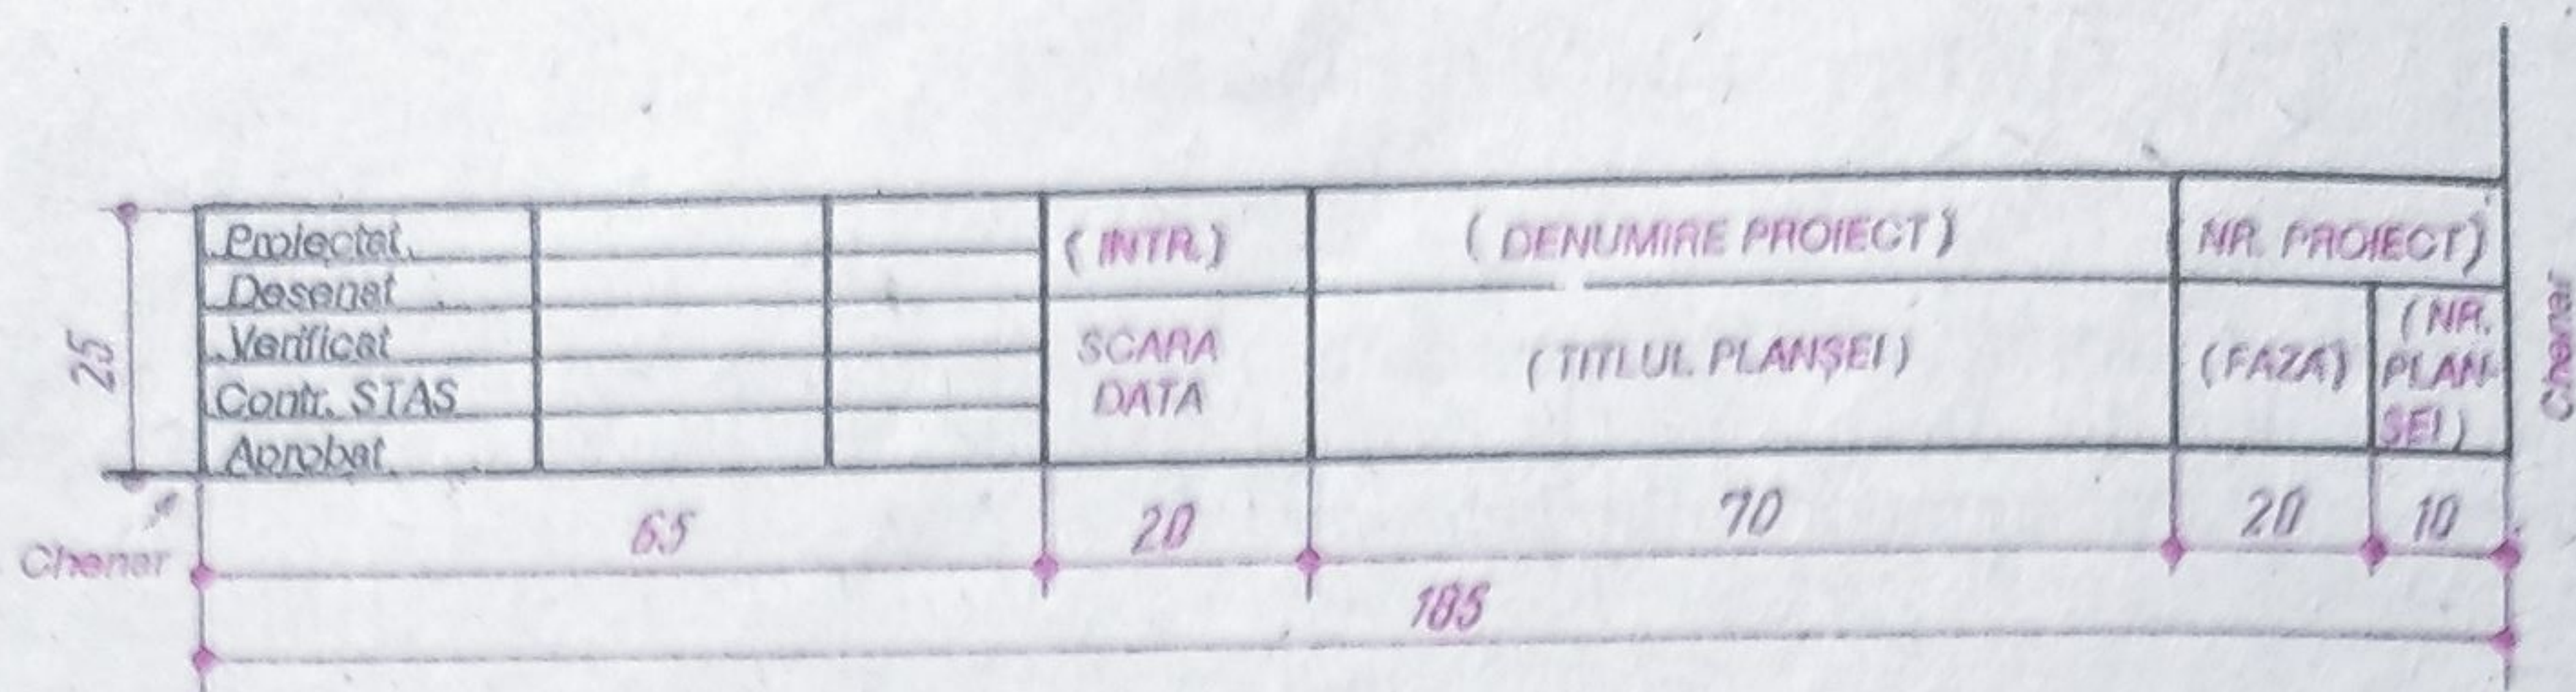 Proiectat
Desenat
Verificat
Contr. STAS
Aprobat
( INTR. )
SCARA
DATA
( DENUMIRE PROIECT )
( TITLUL PLANȘEI )
NR. PROIECT)
( FAZA )
( NR.
PLAN-
ȘEI )
25
Chenar
Chenar
65
20
70
20
10
185